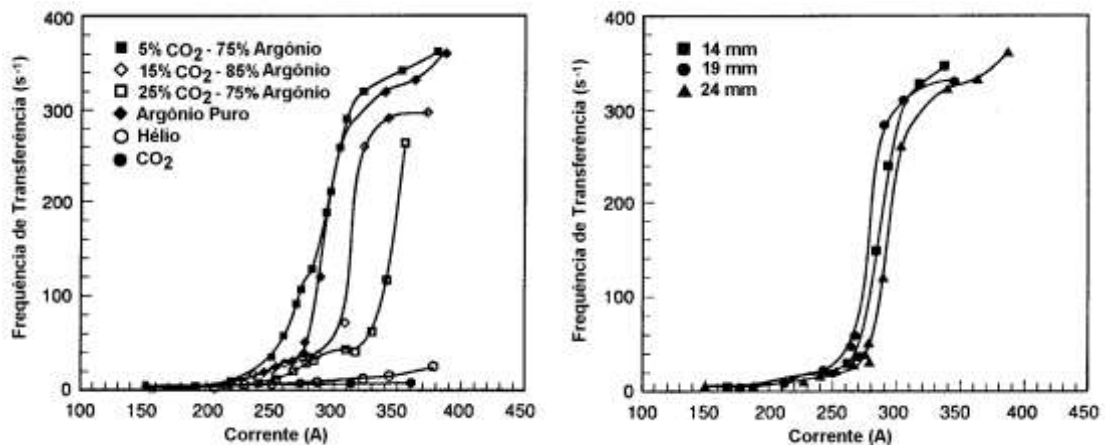 Frequência de Transferência (s⁻¹)
400
300
200
100
0
5% CO2 - 75% Argônio
15% CO2 - 85% Argônio
25% CO2 - 75% Argônio
Argônio Puro
Hélio
CO2
100 150 200 250 300 350 400 450
Corrente (A)
Frequência de Transferência (s⁻¹)
400
300
200
100
0
14 mm
19 mm
24 mm
100 150 200 250 300 350 400 450
Corrente (A)